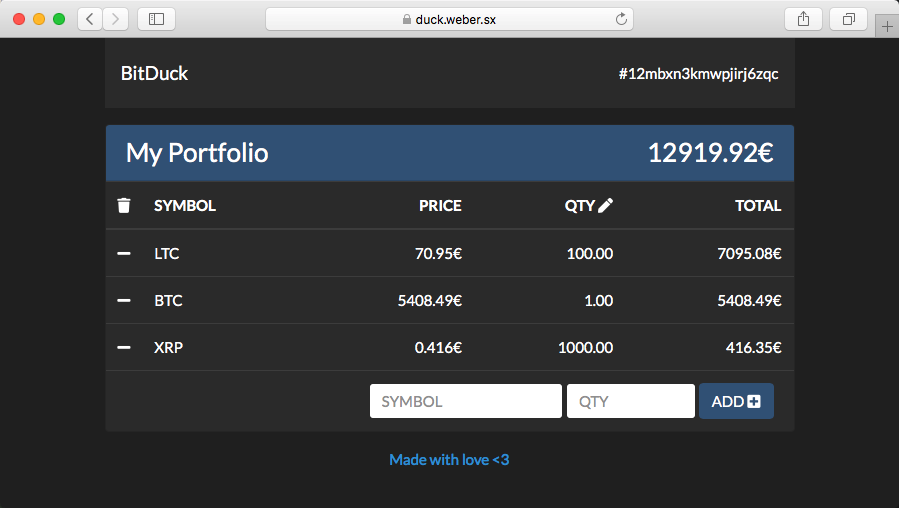 duck.weber.sx
BitDuck #12mbxn3kmwpjirj6zqc
My Portfolio 12919.92€
SYMBOL PRICE QTY TOTAL
LTC 70.95€ 100.00 7095.08€
BTC 5408.49€ 1.00 5408.49€
XRP 0.416€ 1000.00 416.35€
SYMBOL QTY ADD
Made with love <3